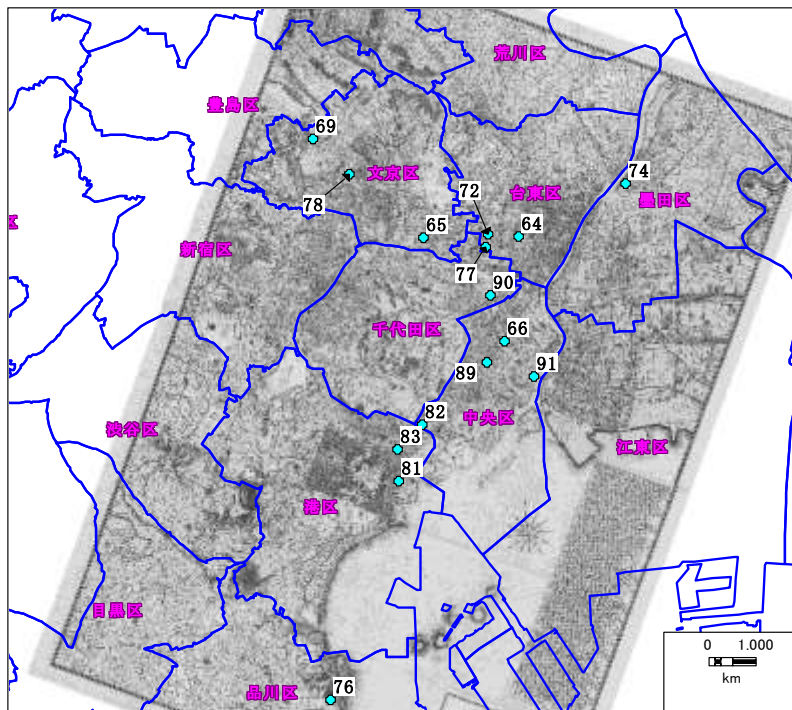 荒川区
豊島区
69
文京区
74
72
台東区
墨田区
78
区
65
64
新宿区
77
90
千代田区
66
89
91
82
中央区
渋谷区
83
江東区
81
港区
目黒区
0 1.000
km
76
品川区